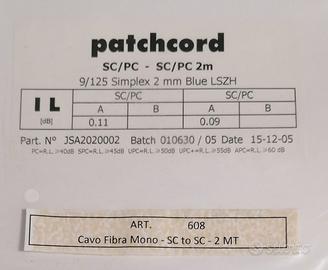 patchcord
SC/PC - SC/PC 2m
9/125 Simplex 2 mm Blue LSZH
IL [dB] SC/PC SC/PC
A B A B
0.11 0.09
Part. N° JSA2020002 Batch 010630 / 05 Date 15-12-05
PC=R.L.≥40dB SPC=R.L.≥45dB UPC=R.L.≥50dB UPC++=R.L.≥55dB APC=R.L.≥60 dB
ART. 608
Cavo Fibra Mono - SC to SC - 2 MT
subito